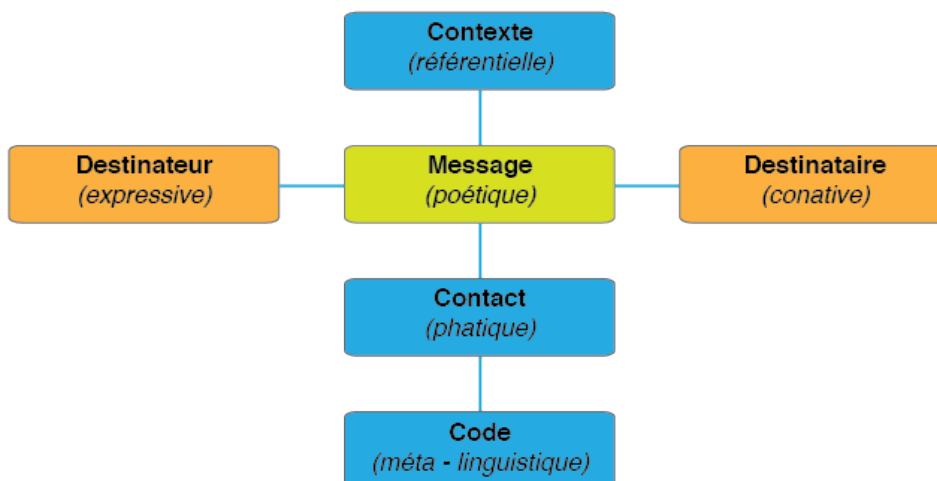 Contexte
(référentielle)
Destinateur
(expressive)
Message
(poétique)
Destinataire
(conative)
Contact
(phatique)
Code
(méta - linguistique)